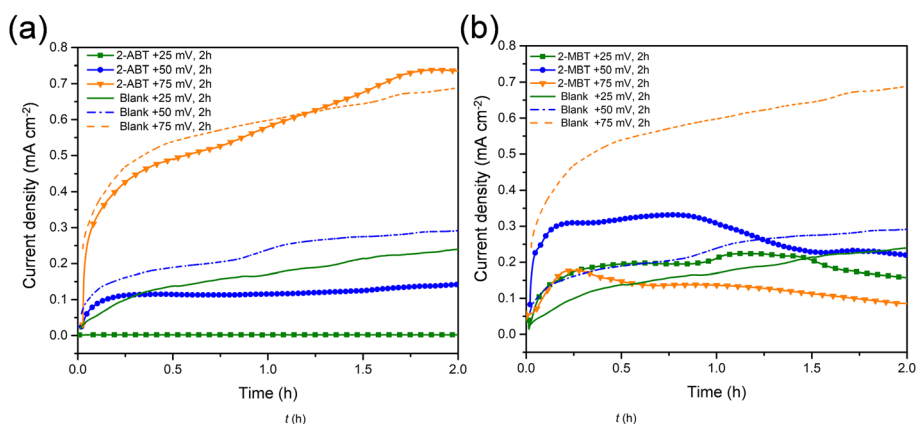 (a)
0.8
0.7
0.6
0.5
0.4
0.3
0.2
0.1
0.0
Current density (mA cm⁻²)
2-ABT +25 mV, 2h
2-ABT +50 mV, 2h
2-ABT +75 mV, 2h
Blank +25 mV, 2h
Blank +50 mV, 2h
Blank +75 mV, 2h
0.0 0.5 1.0 1.5 2.0
Time (h)
t (h)
(b)
0.8
0.7
0.6
0.5
0.4
0.3
0.2
0.1
0.0
Current density (mA cm⁻²)
2-MBT +25 mV, 2h
2-MBT +50 mV, 2h
2-MBT +75 mV, 2h
Blank +25 mV, 2h
Blank +50 mV, 2h
Blank +75 mV, 2h
0.0 0.5 1.0 1.5 2.0
Time (h)
t (h)